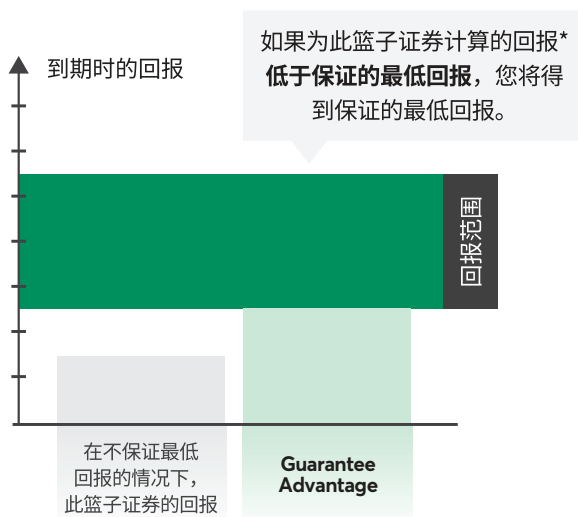 如果为此篮子证券计算的回报*
低于保证的最低回报，您将得
到保证的最低回报。
到期时的回报
回报范围
在不保证最低
回报的情况下，
此篮子证券的回报
Guarantee
Advantage